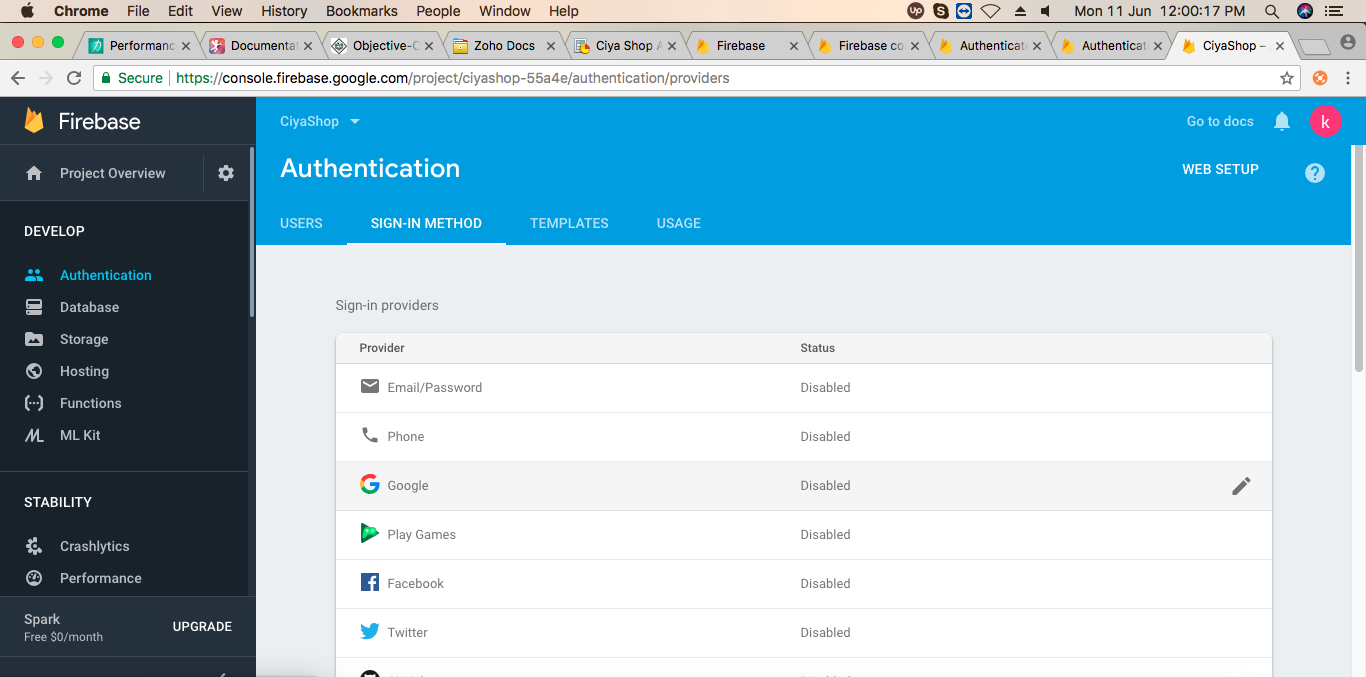 Chrome File Edit View History Bookmarks People Window Help Mon 11 Jun 12:00:17 PM
Performanc Documentat Objective-C Zoho Docs Ciya Shop A Firebase Firebase co Authenticat Authenticat CiyaShop –
Secure https://console.firebase.google.com/project/ciyashop-55a4e/authentication/providers
Firebase
CiyaShop
Go to docs
k
Project Overview
Authentication
WEB SETUP
?
USERS SIGN-IN METHOD TEMPLATES USAGE
DEVELOP
Authentication
Database
Storage
Hosting
Functions
ML Kit
STABILITY
Crashlytics
Performance
Spark
Free $0/month
UPGRADE
Sign-in providers
Provider Status
Email/Password Disabled
Phone Disabled
Google Disabled
Play Games Disabled
Facebook Disabled
Twitter Disabled